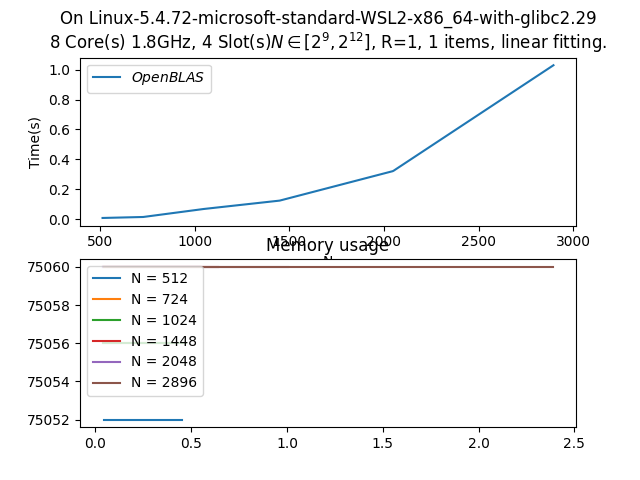 On Linux-5.4.72-microsoft-standard-WSL2-x86_64-with-glibc2.29
8 Core(s) 1.8GHz, 4 Slot(s)N ∈ [2^9, 2^12], R=1, 1 items, linear fitting.
1.0
0.8
0.6
0.4
0.2
0.0
Time(s)
OpenBLAS
500 1000 1500 2000 2500 3000
N
Memory usage
75060
75058
75056
75054
75052
N = 512
N = 724
N = 1024
N = 1448
N = 2048
N = 2896
0.0 0.5 1.0 1.5 2.0 2.5